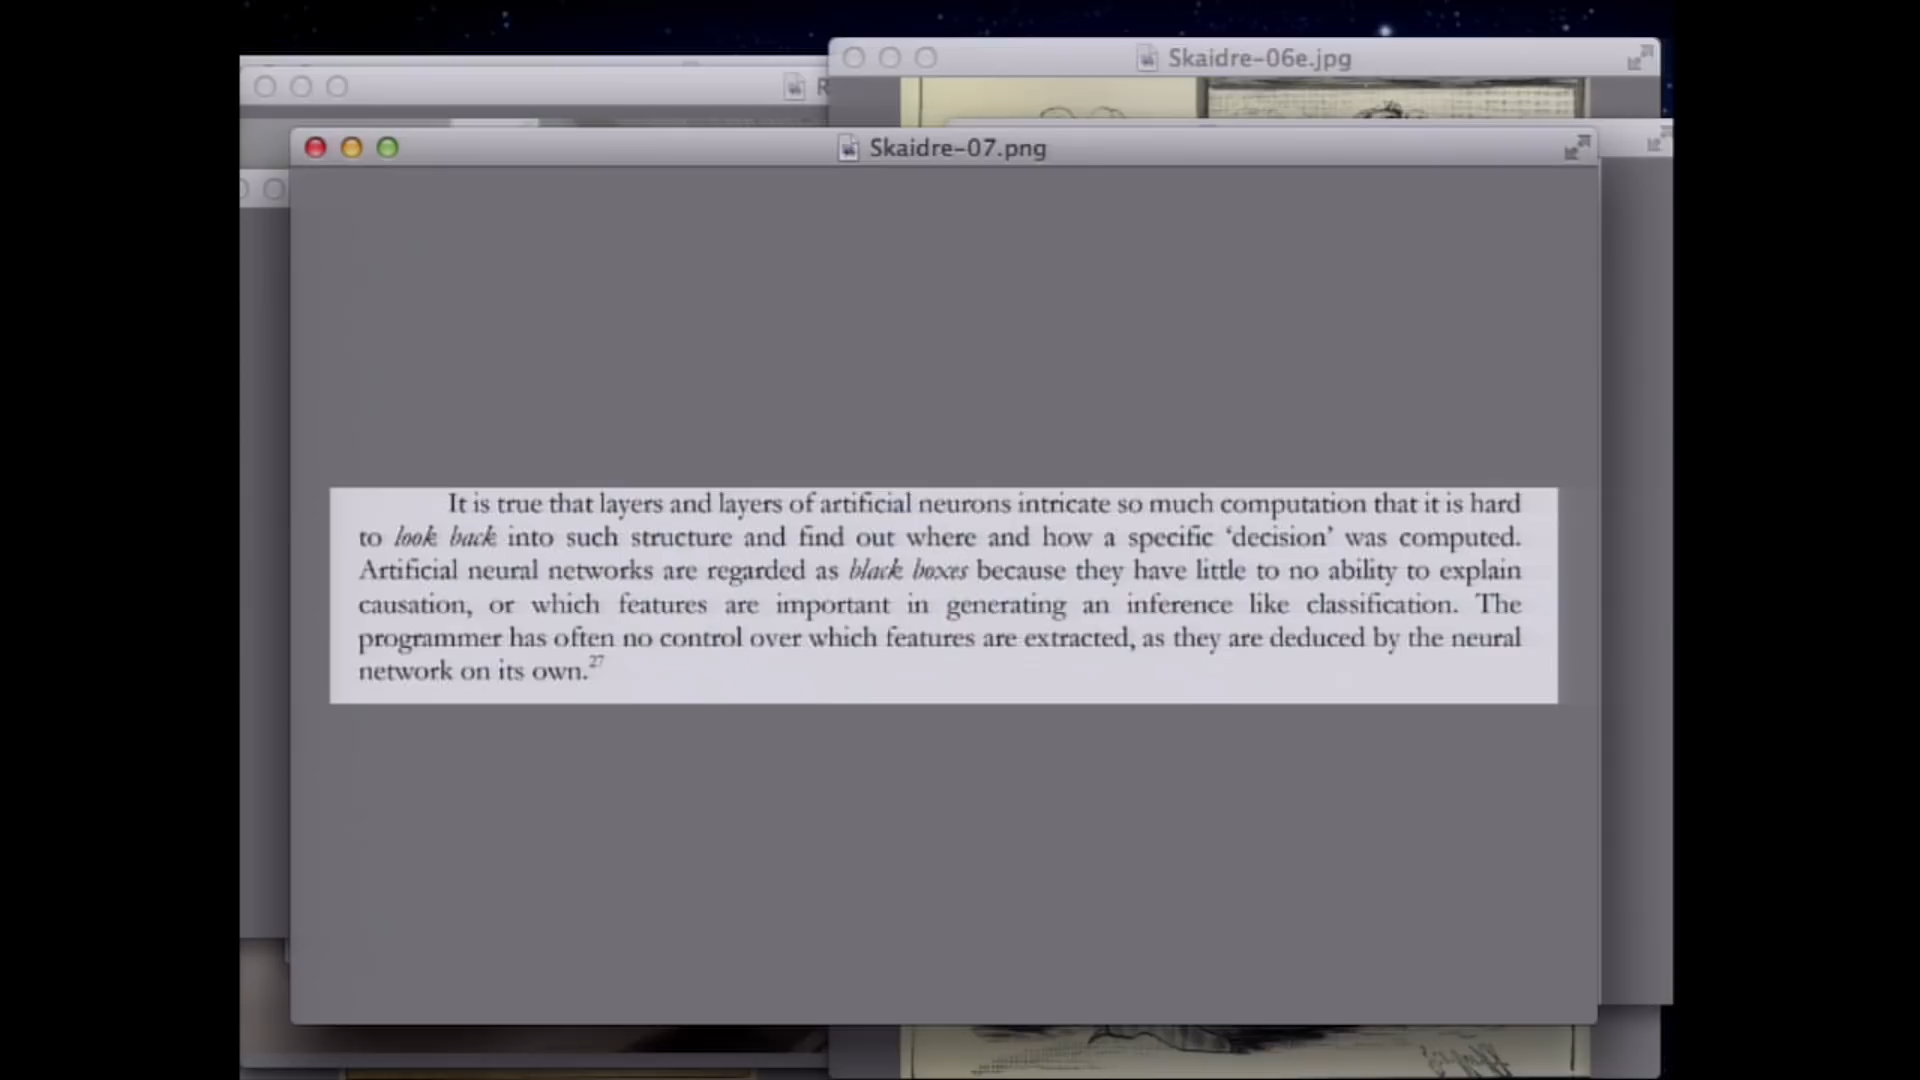 Skaidre-06e.jpg
R
Skaidre-07.png
It is true that layers and layers of artificial neurons intricate so much computation that it is hard
to look back into such structure and find out where and how a specific ‘decision’ was computed.
Artificial neural networks are regarded as black boxes because they have little to no ability to explain
causation, or which features are important in generating an inference like classification. The
programmer has often no control over which features are extracted, as they are deduced by the neural
network on its own.27